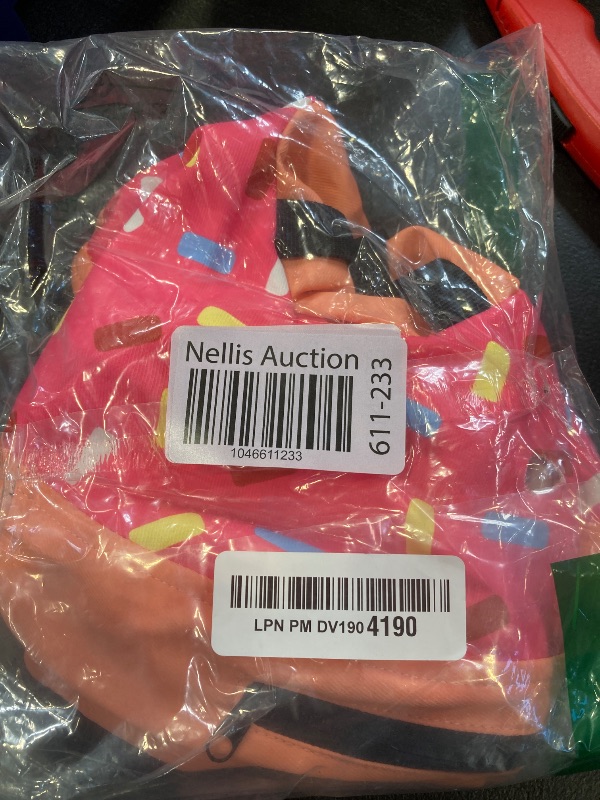 Nellis Auction
1046611233
611-233
LPN PM DV190 4190